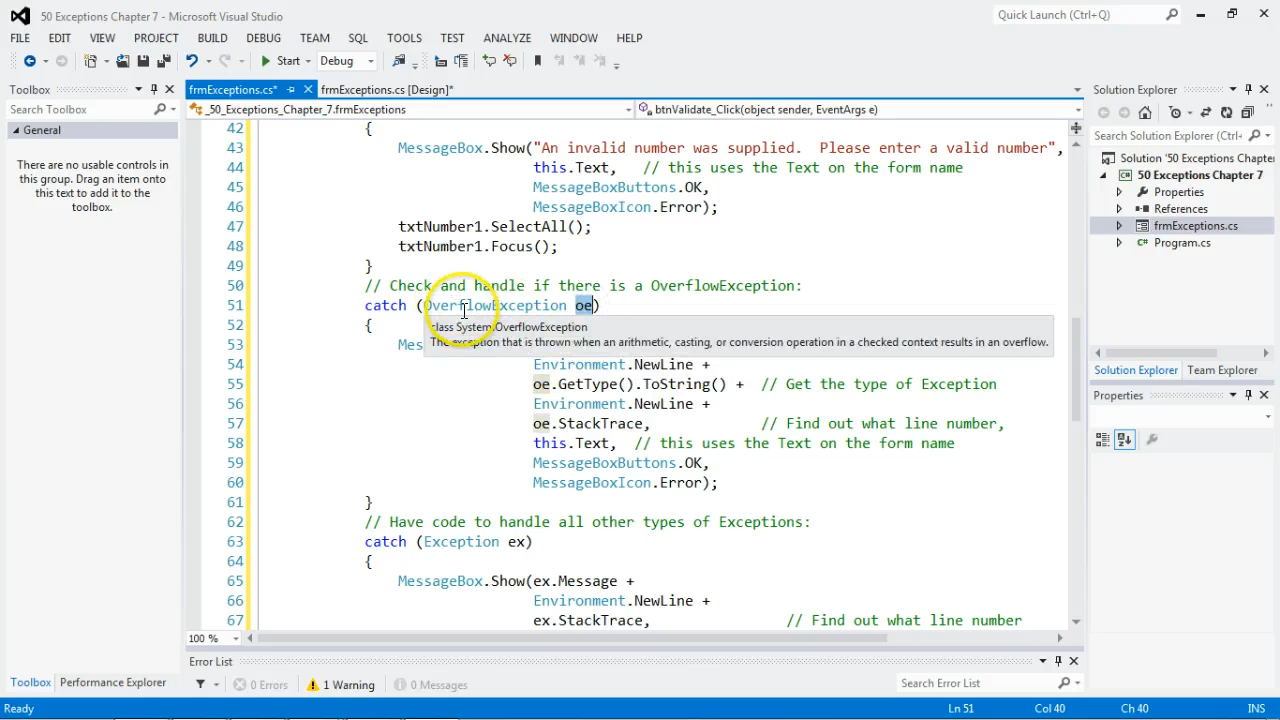 50 Exceptions Chapter 7 - Microsoft Visual Studio
Quick Launch (Ctrl+Q)
FILE EDIT VIEW PROJECT BUILD DEBUG TEAM SQL TOOLS TEST ANALYZE WINDOW HELP
Start Debug
Toolbox
Search Toolbox
General
There are no usable controls in
this group. Drag an item onto
this text to add it to the
toolbox.
Toolbox Performance Explorer
frmExceptions.cs* frmExceptions.cs [Design]*
_50_Exceptions_Chapter_7.frmExceptions btnValidate_Click(object sender, EventArgs e)
42 {
43 MessageBox.Show("An invalid number was supplied.  Please enter a valid number",
44 this.Text,   // this uses the Text on the form name
45 MessageBoxButtons.OK,
46 MessageBoxIcon.Error);
47 txtNumber1.SelectAll();
48 txtNumber1.Focus();
49 }
50 // Check and handle if there is a OverflowException:
51 catch (OverflowException oe)
52 {
class System.OverflowException
The exception that is thrown when an arithmetic, casting, or conversion operation in a checked context results in an overflow.
53 Mes
54 Environment.NewLine +
55 oe.GetType().ToString() +  // Get the type of Exception
56 Environment.NewLine +
57 oe.StackTrace,             // Find out what line number,
58 this.Text,  // this uses the Text on the form name
59 MessageBoxButtons.OK,
60 MessageBoxIcon.Error);
61 }
62 // Have code to handle all other types of Exceptions:
63 catch (Exception ex)
64 {
65 MessageBox.Show(ex.Message +
66 Environment.NewLine +
67 ex.StackTrace,                // Find out what line number
100 %
Error List
0 Errors 1 Warning 0 Messages
Search Error List
Solution Explorer
Search Solution Explorer (Ctrl+
Solution '50 Exceptions Chapter
50 Exceptions Chapter 7
Properties
References
frmExceptions.cs
Program.cs
Solution Explorer Team Explorer
Properties
Ready Ln 51 Col 40 Ch 40 INS